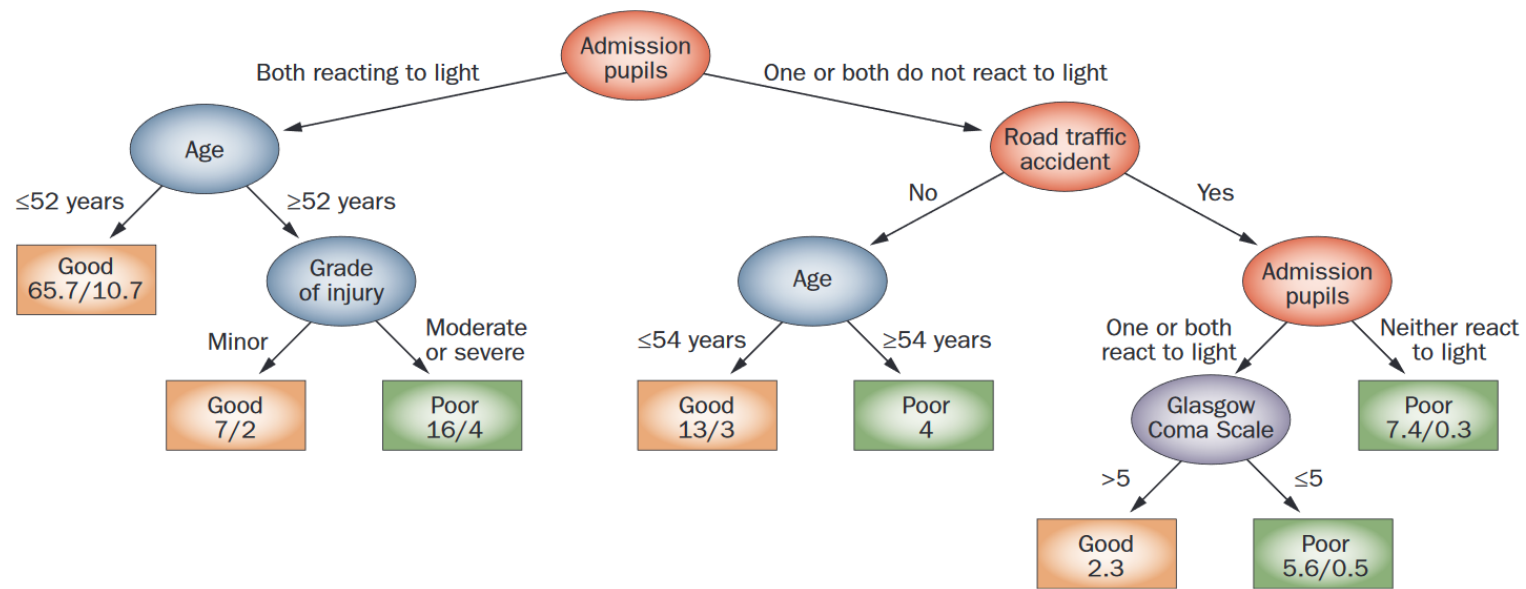 Admission
pupils
Both reacting to light
One or both do not react to light
Age
Road traffic
accident
≤52 years
≥52 years
No
Yes
Good
65.7/10.7
Grade
of injury
Age
Admission
pupils
Minor
Moderate
or severe
≤54 years
≥54 years
One or both
react to light
Neither react
to light
Good
7/2
Poor
16/4
Good
13/3
Poor
4
Glasgow
Coma Scale
Poor
7.4/0.3
>5
≤5
Good
2.3
Poor
5.6/0.5